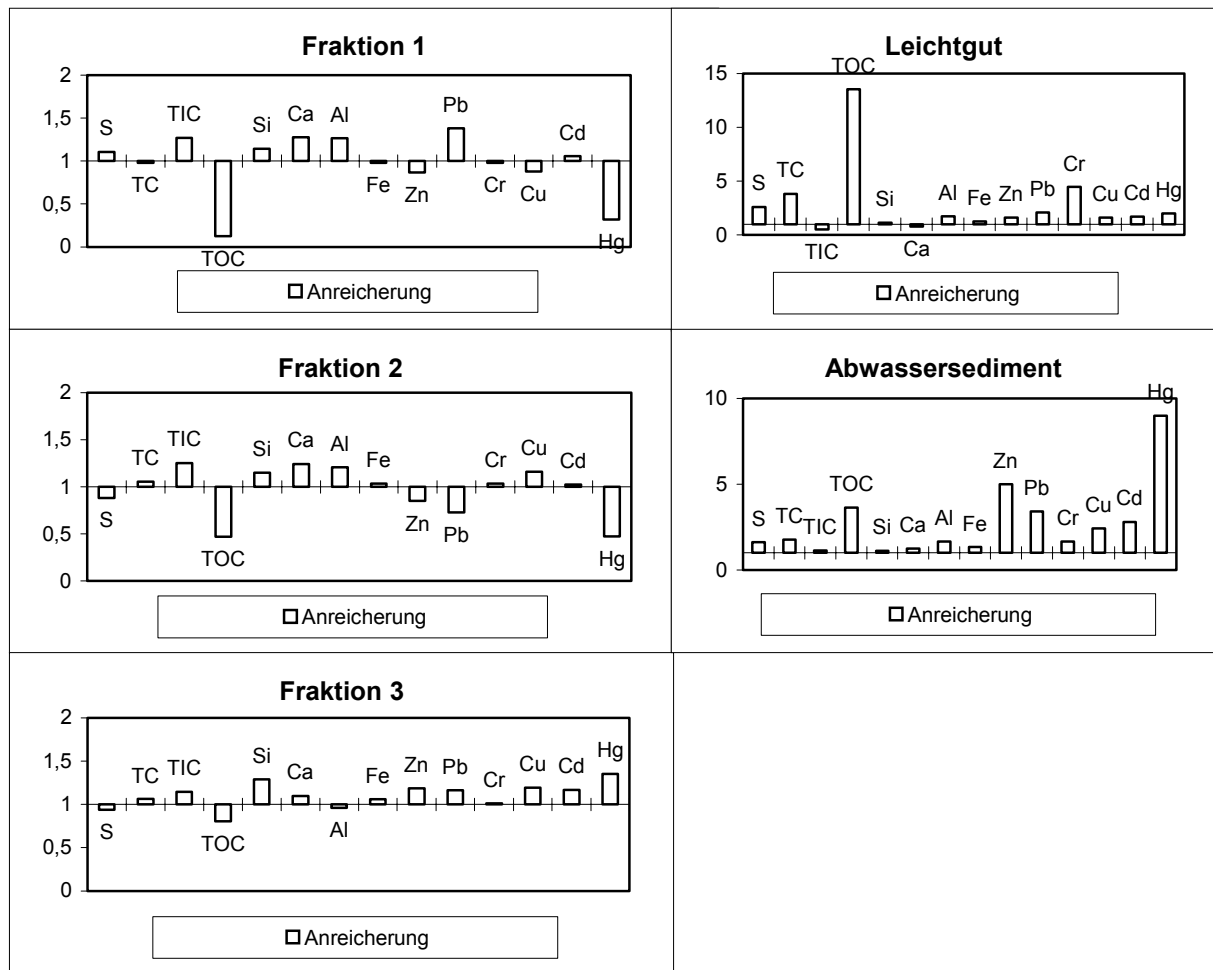 Fraktion 1
2
1,5
1
0,5
0
S TC TIC TOC Si Ca Al Fe Zn Pb Cr Cu Cd Hg
Anreicherung
Leichtgut
15
10
5
0
S TC TIC TOC Si Ca Al Fe Zn Pb Cr Cu Cd Hg
Anreicherung
Fraktion 2
2
1,5
1
0,5
0
S TC TIC TOC Si Ca Al Fe Zn Pb Cr Cu Cd Hg
Anreicherung
Abwassersediment
10
5
0
S TC TIC TOC Si Ca Al Fe Zn Pb Cr Cu Cd Hg
Anreicherung
Fraktion 3
2
1,5
1
0,5
0
S TC TIC TOC Si Ca Al Fe Zn Pb Cr Cu Cd Hg
Anreicherung